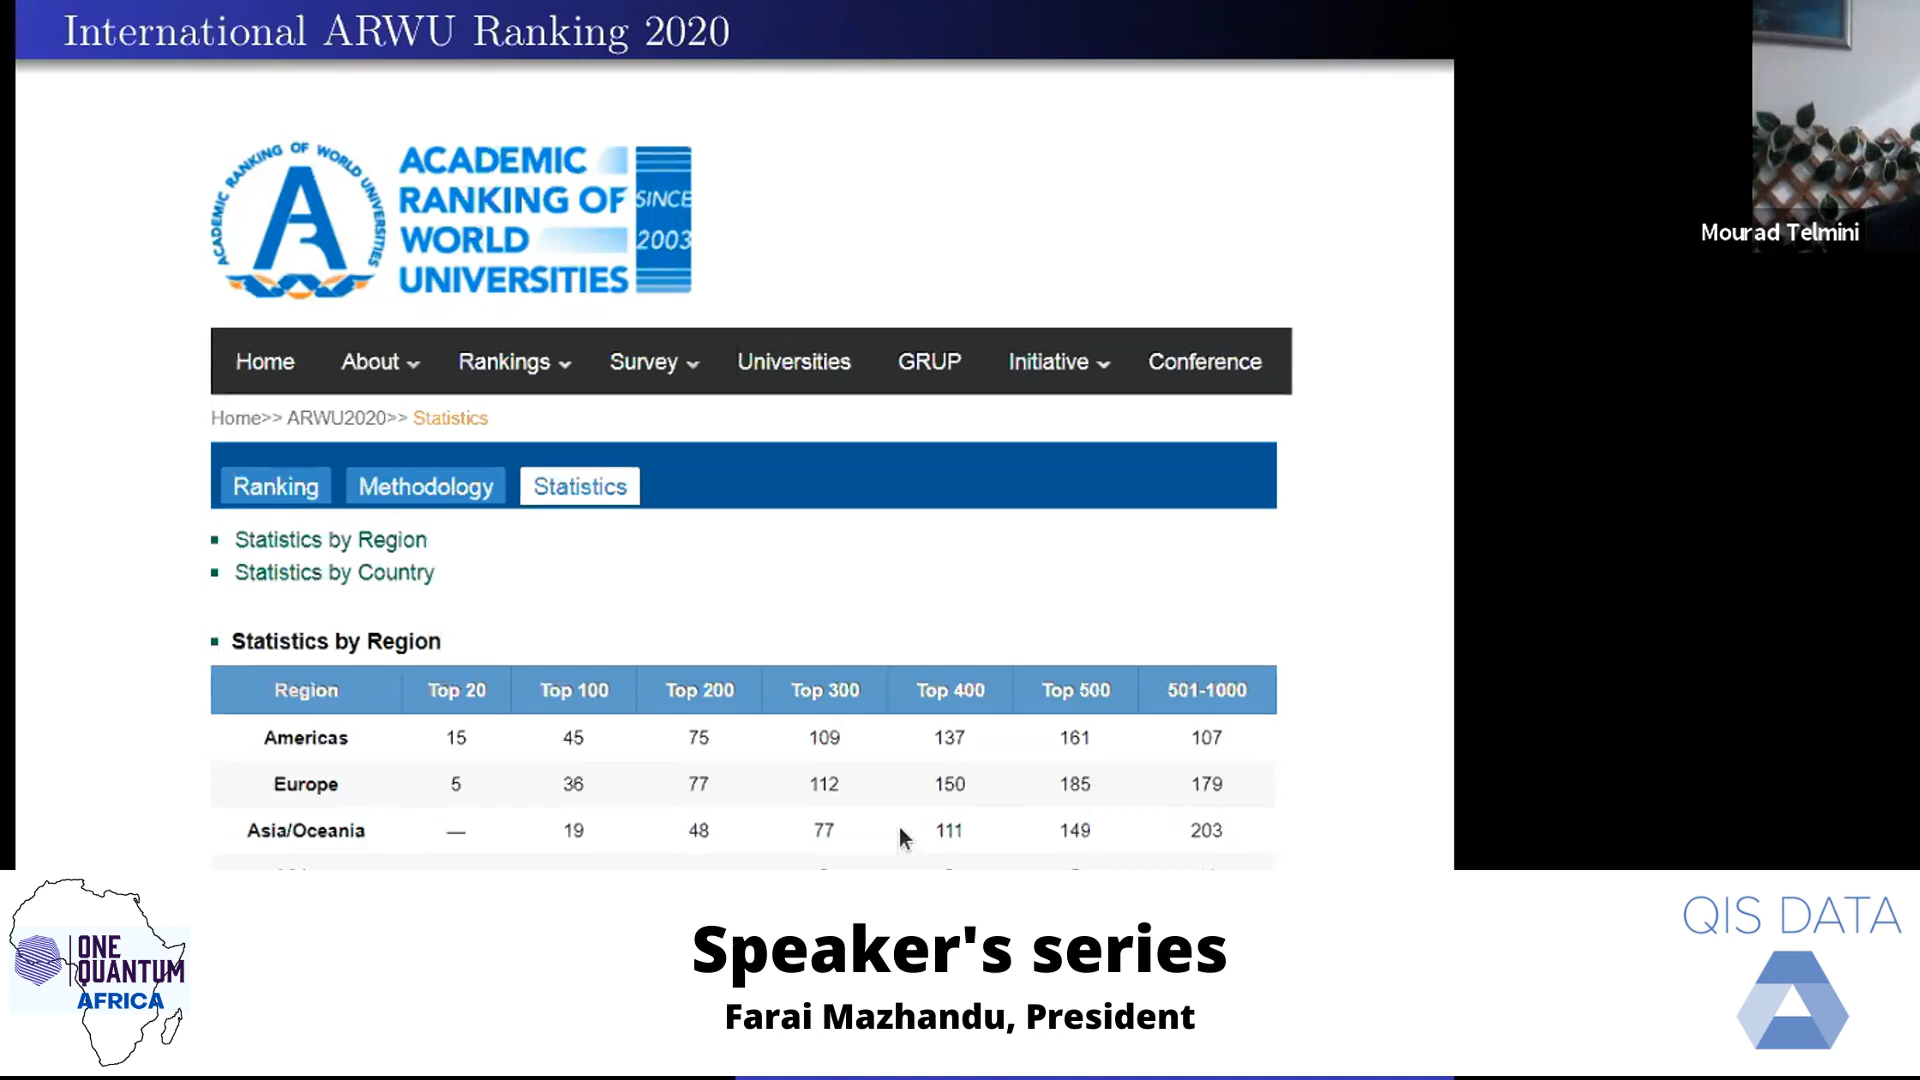 International ARWU Ranking 2020
ACADEMIC RANKING OF WORLD UNIVERSITIES
ACADEMIC
RANKING OF
WORLD
UNIVERSITIES
SINCE
2003
Mourad Telmini
Home About Rankings Survey Universities GRUP Initiative Conference
Home>> ARWU2020>> Statistics
Ranking Methodology Statistics
Statistics by Region
Statistics by Country
Statistics by Region
Region Top 20 Top 100 Top 200 Top 300 Top 400 Top 500 501-1000
Americas 15 45 75 109 137 161 107
Europe 5 36 77 112 150 185 179
Asia/Oceania — 19 48 77 111 149 203
ONE
QUANTUM
AFRICA
Speaker's series
Farai Mazhandu, President
QIS DATA